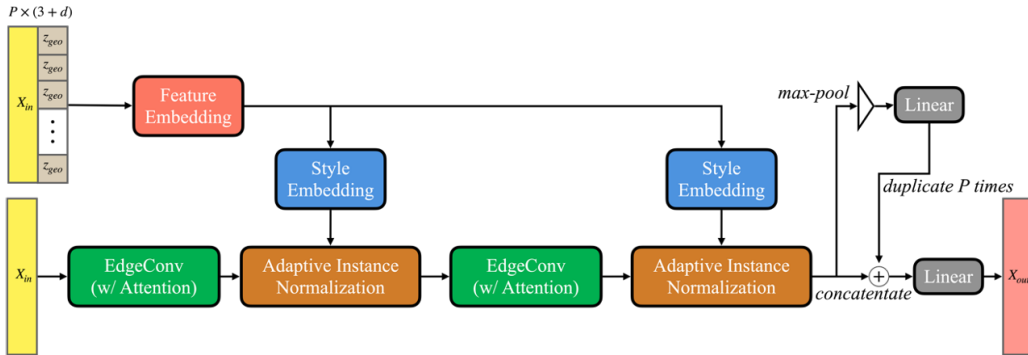 P × (3 + d)
X_in
z_geo
z_geo
z_geo
⋮
z_geo
Feature
Embedding
max-pool
Linear
Style
Embedding
Style
Embedding
duplicate P times
X_in
EdgeConv
(w/ Attention)
Adaptive Instance
Normalization
EdgeConv
(w/ Attention)
Adaptive Instance
Normalization
+
concatentate
Linear
X_out